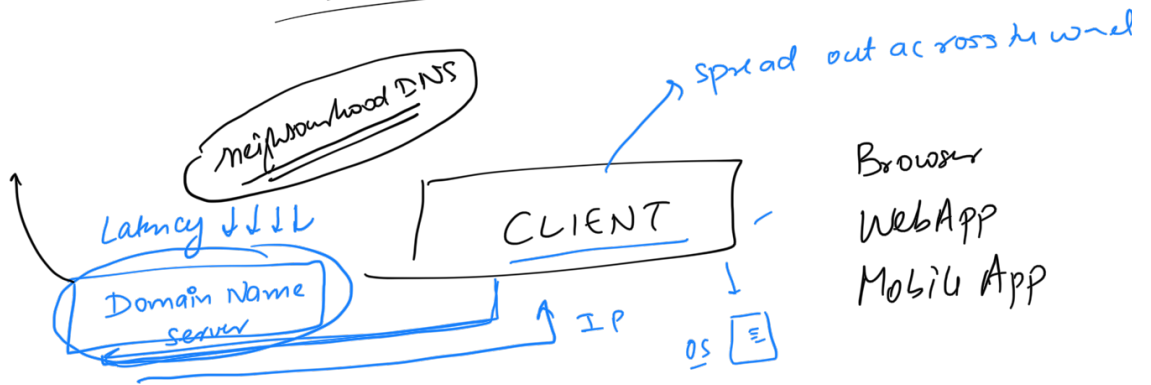 spread out across the world
neighbourhood DNS
Browser
CLIENT
WebApp
Latency ↓↓↓↓
Mobile App
Domain Name
server
IP
OS